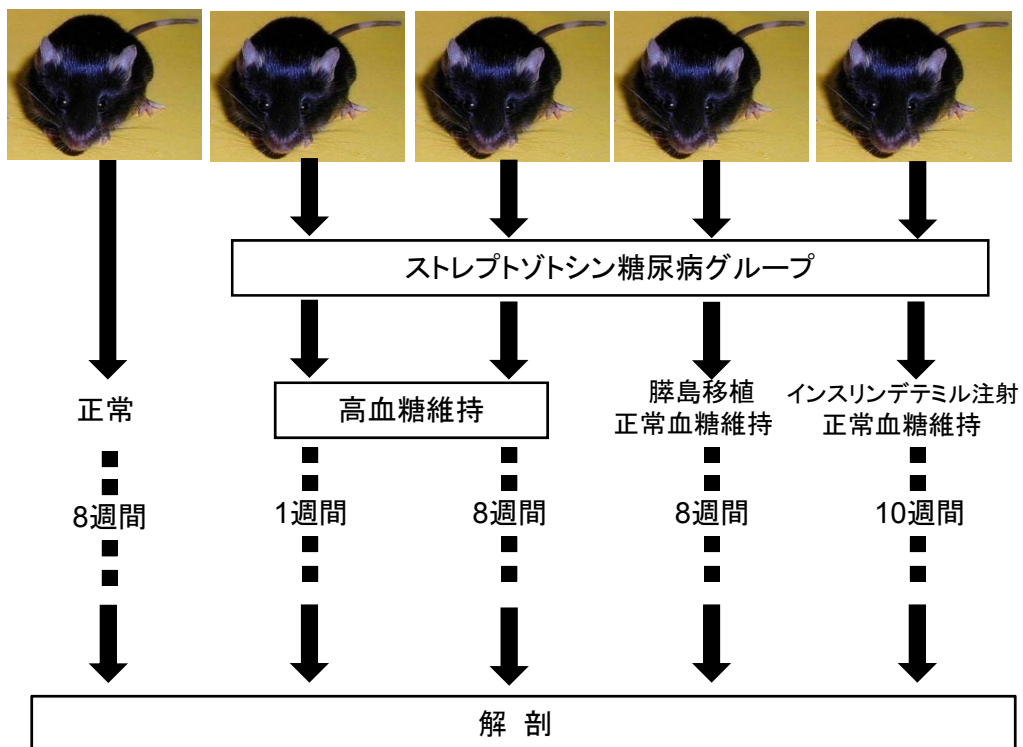 ストレプトゾトシン糖尿病グループ
正常
高血糖維持
膵島移植
正常血糖維持
インスリンデテミル注射
正常血糖維持
8週間
1週間
8週間
8週間
10週間
解 剖